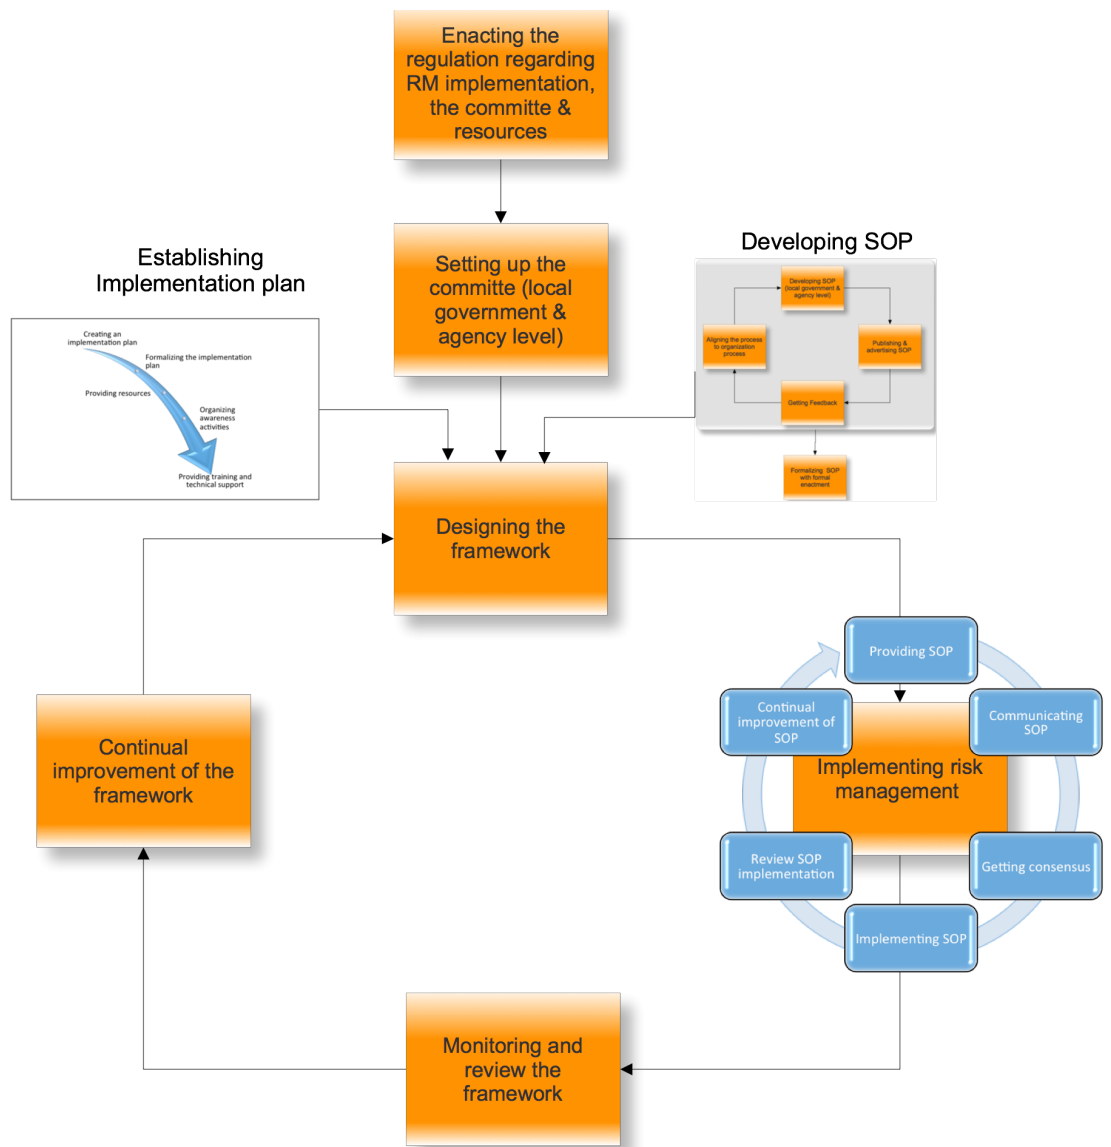 Enacting the
regulation regarding
RM implementation,
the committe &
resources
Setting up the
committe (local
government &
agency level)
Establishing
Implementation plan
Creating an
implementation plan
Formalizing the implementation
plan
Providing resources
Organizing
awareness
activities
Providing training and
technical support
Developing SOP
Developing SOP
(local government &
agency level)
Aligning the process
to organization
process
Publishing &
advertising SOP
Getting Feedback
Formalizing SOP
with formal
enactment
Designing the
framework
Providing SOP
Continual
improvement of
SOP
Communicating
SOP
Implementing risk
management
Review SOP
implementation
Getting consensus
Implementing SOP
Continual
improvement of the
framework
Monitoring and
review the
framework